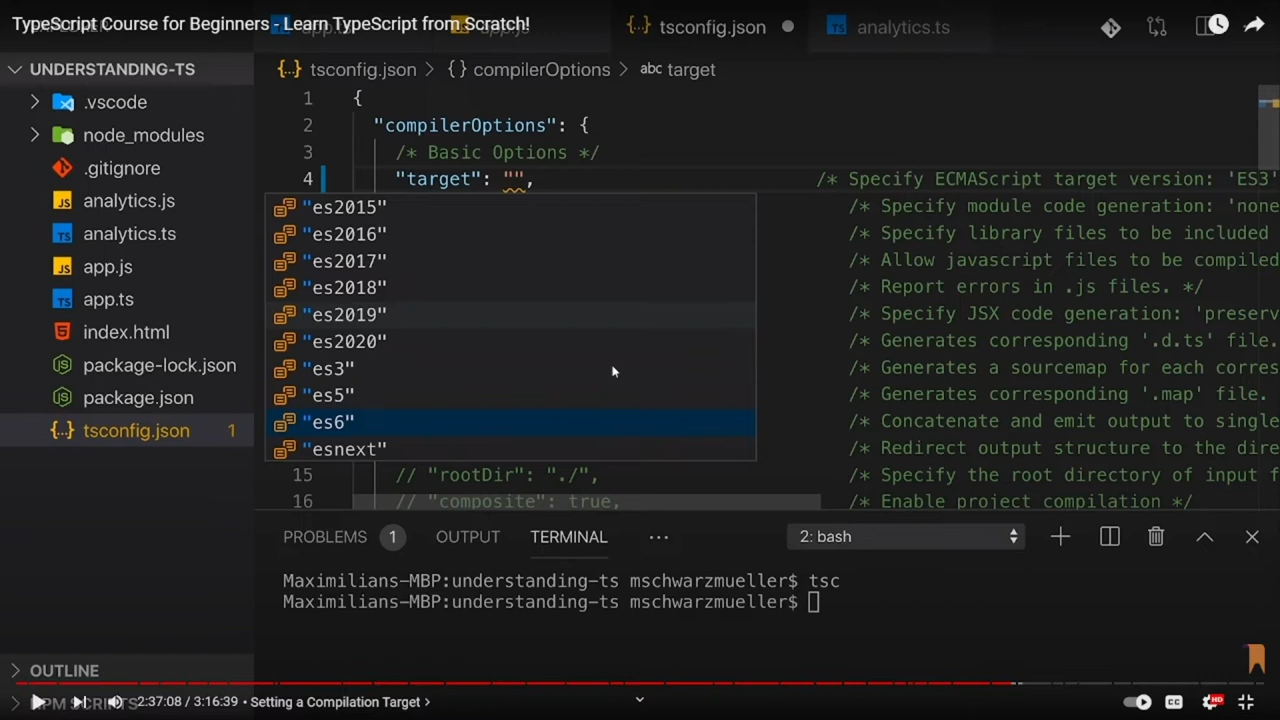 TypeScript Course for Beginners - Learn TypeScript from Scratch!
tsconfig.json
analytics.ts
UNDERSTANDING-TS
.vscode
node_modules
.gitignore
analytics.js
analytics.ts
app.js
app.ts
index.html
package-lock.json
package.json
tsconfig.json 1
OUTLINE
NPM SCRIPTS
{...} tsconfig.json > {} compilerOptions > abc target
1 {
2 "compilerOptions": {
3 /* Basic Options */
4 "target": "", /* Specify ECMAScript target version: 'ES3'
"es2015" /* Specify module code generation: 'none
"es2016" /* Specify library files to be included
"es2017" /* Allow javascript files to be compiled
"es2018" /* Report errors in .js files. */
"es2019" /* Specify JSX code generation: 'preserv
"es2020" /* Generates corresponding '.d.ts' file.
"es3" /* Generates a sourcemap for each corres
"es5" /* Generates corresponding '.map' file.
"es6" /* Concatenate and emit output to single
"esnext" /* Redirect output structure to the dire
15 // "rootDir": "./", /* Specify the root directory of input f
16 // "composite": true, /* Enable project compilation */
PROBLEMS 1 OUTPUT TERMINAL ... 2: bash
Maximilians-MBP:understanding-ts mschwarzmueller$ tsc
Maximilians-MBP:understanding-ts mschwarzmueller$
2:37:08 / 3:16:39 • Setting a Compilation Target >
CC
HD